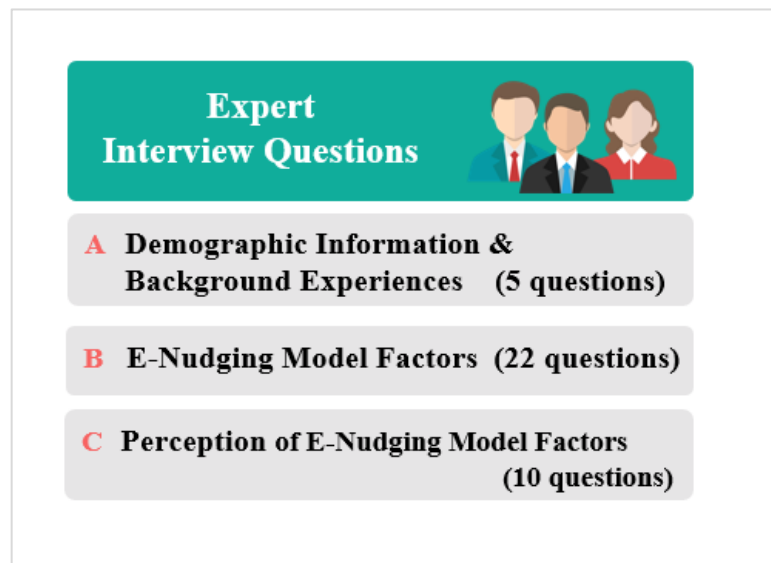 Expert
Interview Questions
A Demographic Information &
Background Experiences (5 questions)
B E-Nudging Model Factors (22 questions)
C Perception of E-Nudging Model Factors
(10 questions)